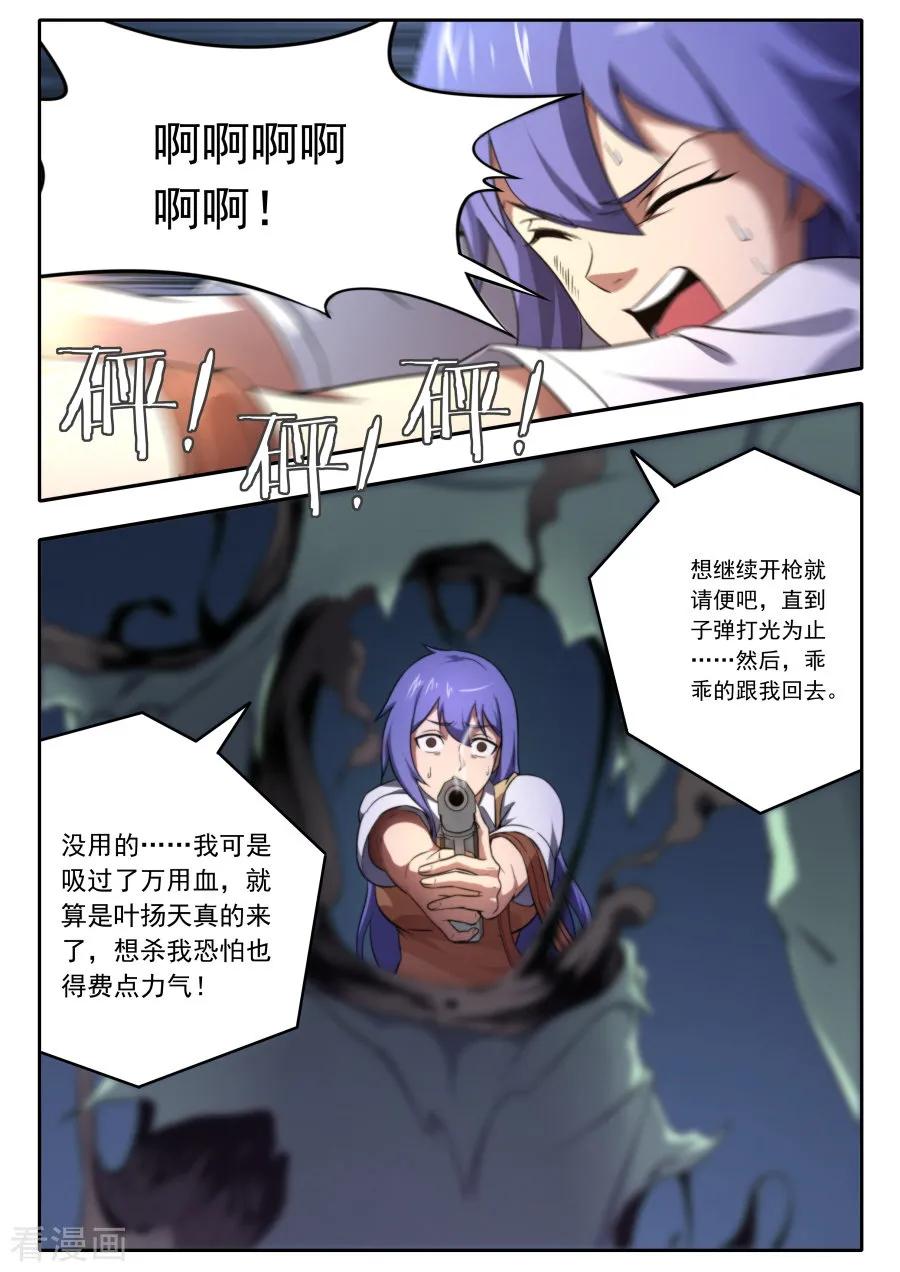 啊啊啊啊
啊啊！
砰！
砰！
砰！
想继续开枪就
请便吧，直到
子弹打光为止
……然后，乖
乖的跟我回去。
没用的……我可是
吸过了万用血，就
算是叶扬天真的来
了，想杀我恐怕也
得费点力气！
看漫画